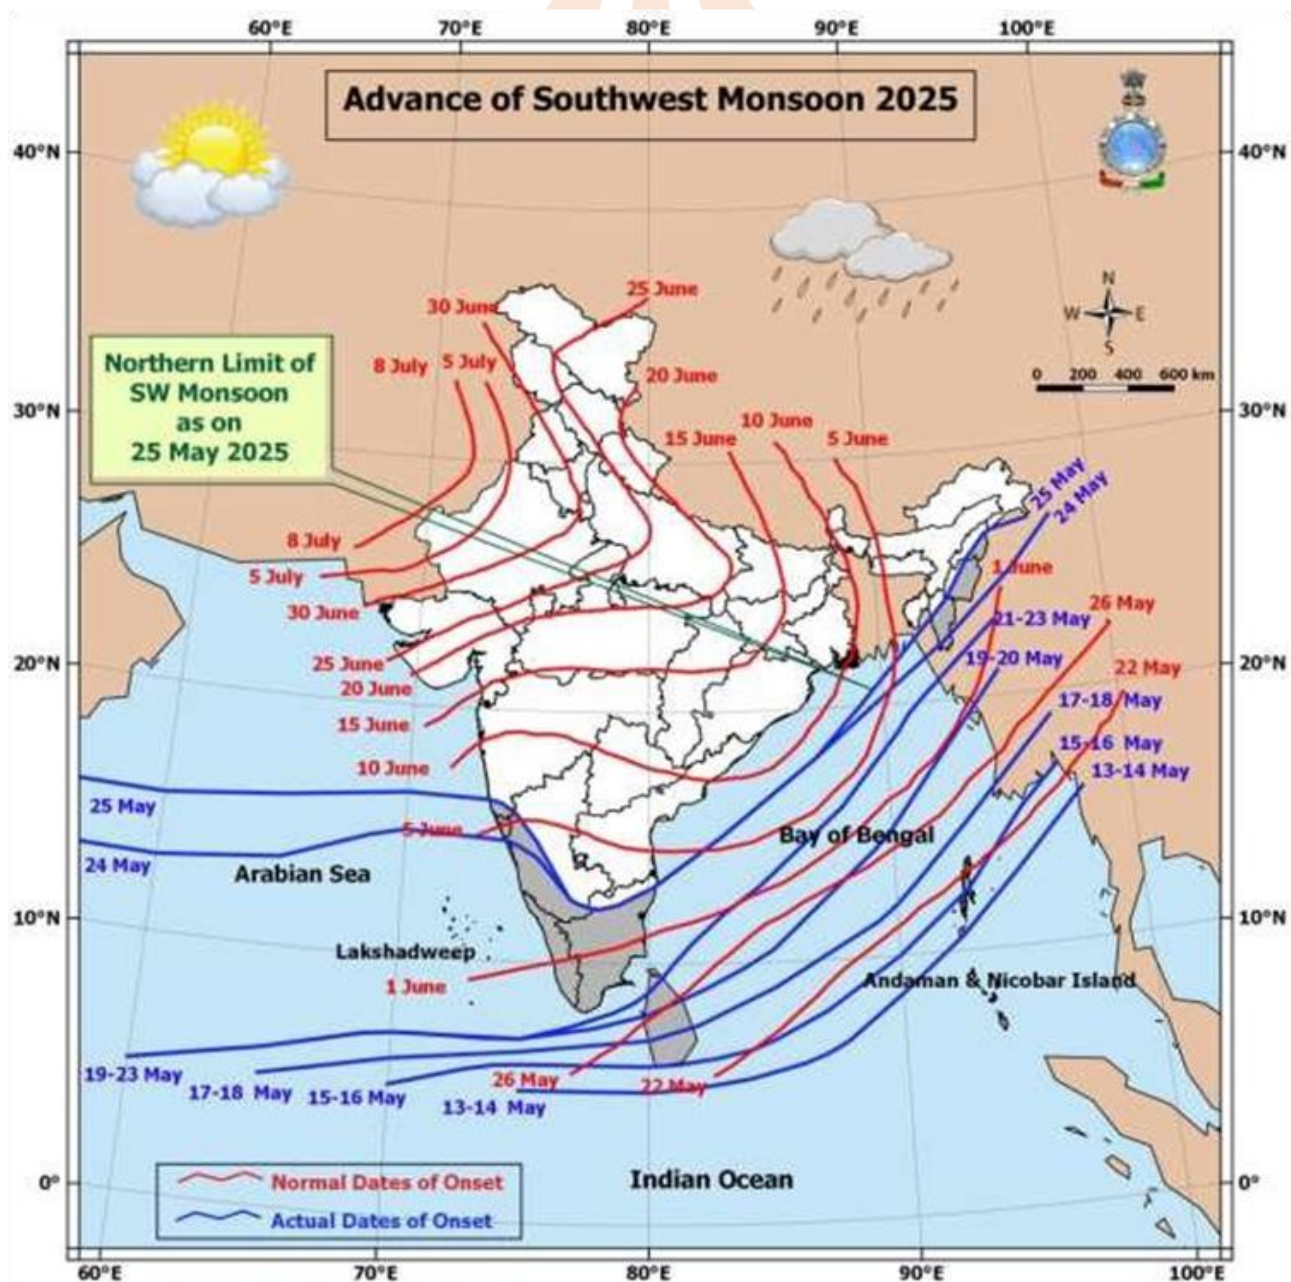 60°E 70°E 80°E 90°E 100°E
Advance of Southwest Monsoon 2025
40°N 40°N
N
W E
S
0 200 400 600 km
25 June
30 June
Northern Limit of
SW Monsoon
as on
25 May 2025
8 July 5 July
20 June
30°N 30°N
10 June
15 June 5 June
25 May
24 May
8 July
5 July
1 June
30 June
26 May
21-23 May
25 June
19-20 May
20°N 20°N
22 May
20 June
17-18 May
15 June
15-16 May
10 June
13-14 May
25 May
5 June
Bay of Bengal
24 May
Arabian Sea
10°N 10°N
Lakshadweep
Andaman & Nicobar Island
1 June
19-23 May
26 May
22 May
17-18 May
15-16 May
13-14 May
0° 0°
Indian Ocean
Normal Dates of Onset
Actual Dates of Onset
60°E 70°E 80°E 90°E 100°E